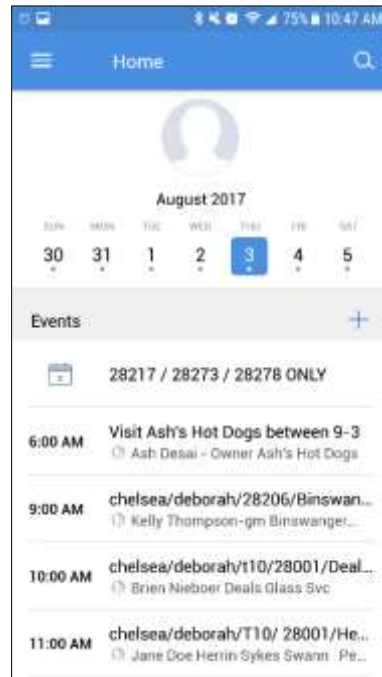 75% 10:47 AM
Home
August 2017
SUN MON TUE WED THU FRI SAT
30 31 1 2 3 4 5
Events
28217 / 28273 / 28278 ONLY
6:00 AM
Visit Ash's Hot Dogs between 9-3
Ash Desai - Owner Ash's Hot Dogs
9:00 AM
chelsea/deborah/28206/Binswan...
Kelly Thompson-gm Binswanger...
10:00 AM
chelsea/deborah/t10/28001/Deal...
Brien Nieboer Deals Glass Svc
11:00 AM
chelsea/deborah/T10/ 28001/He...
Jane Doe Herrin Sykes Swann Pe...